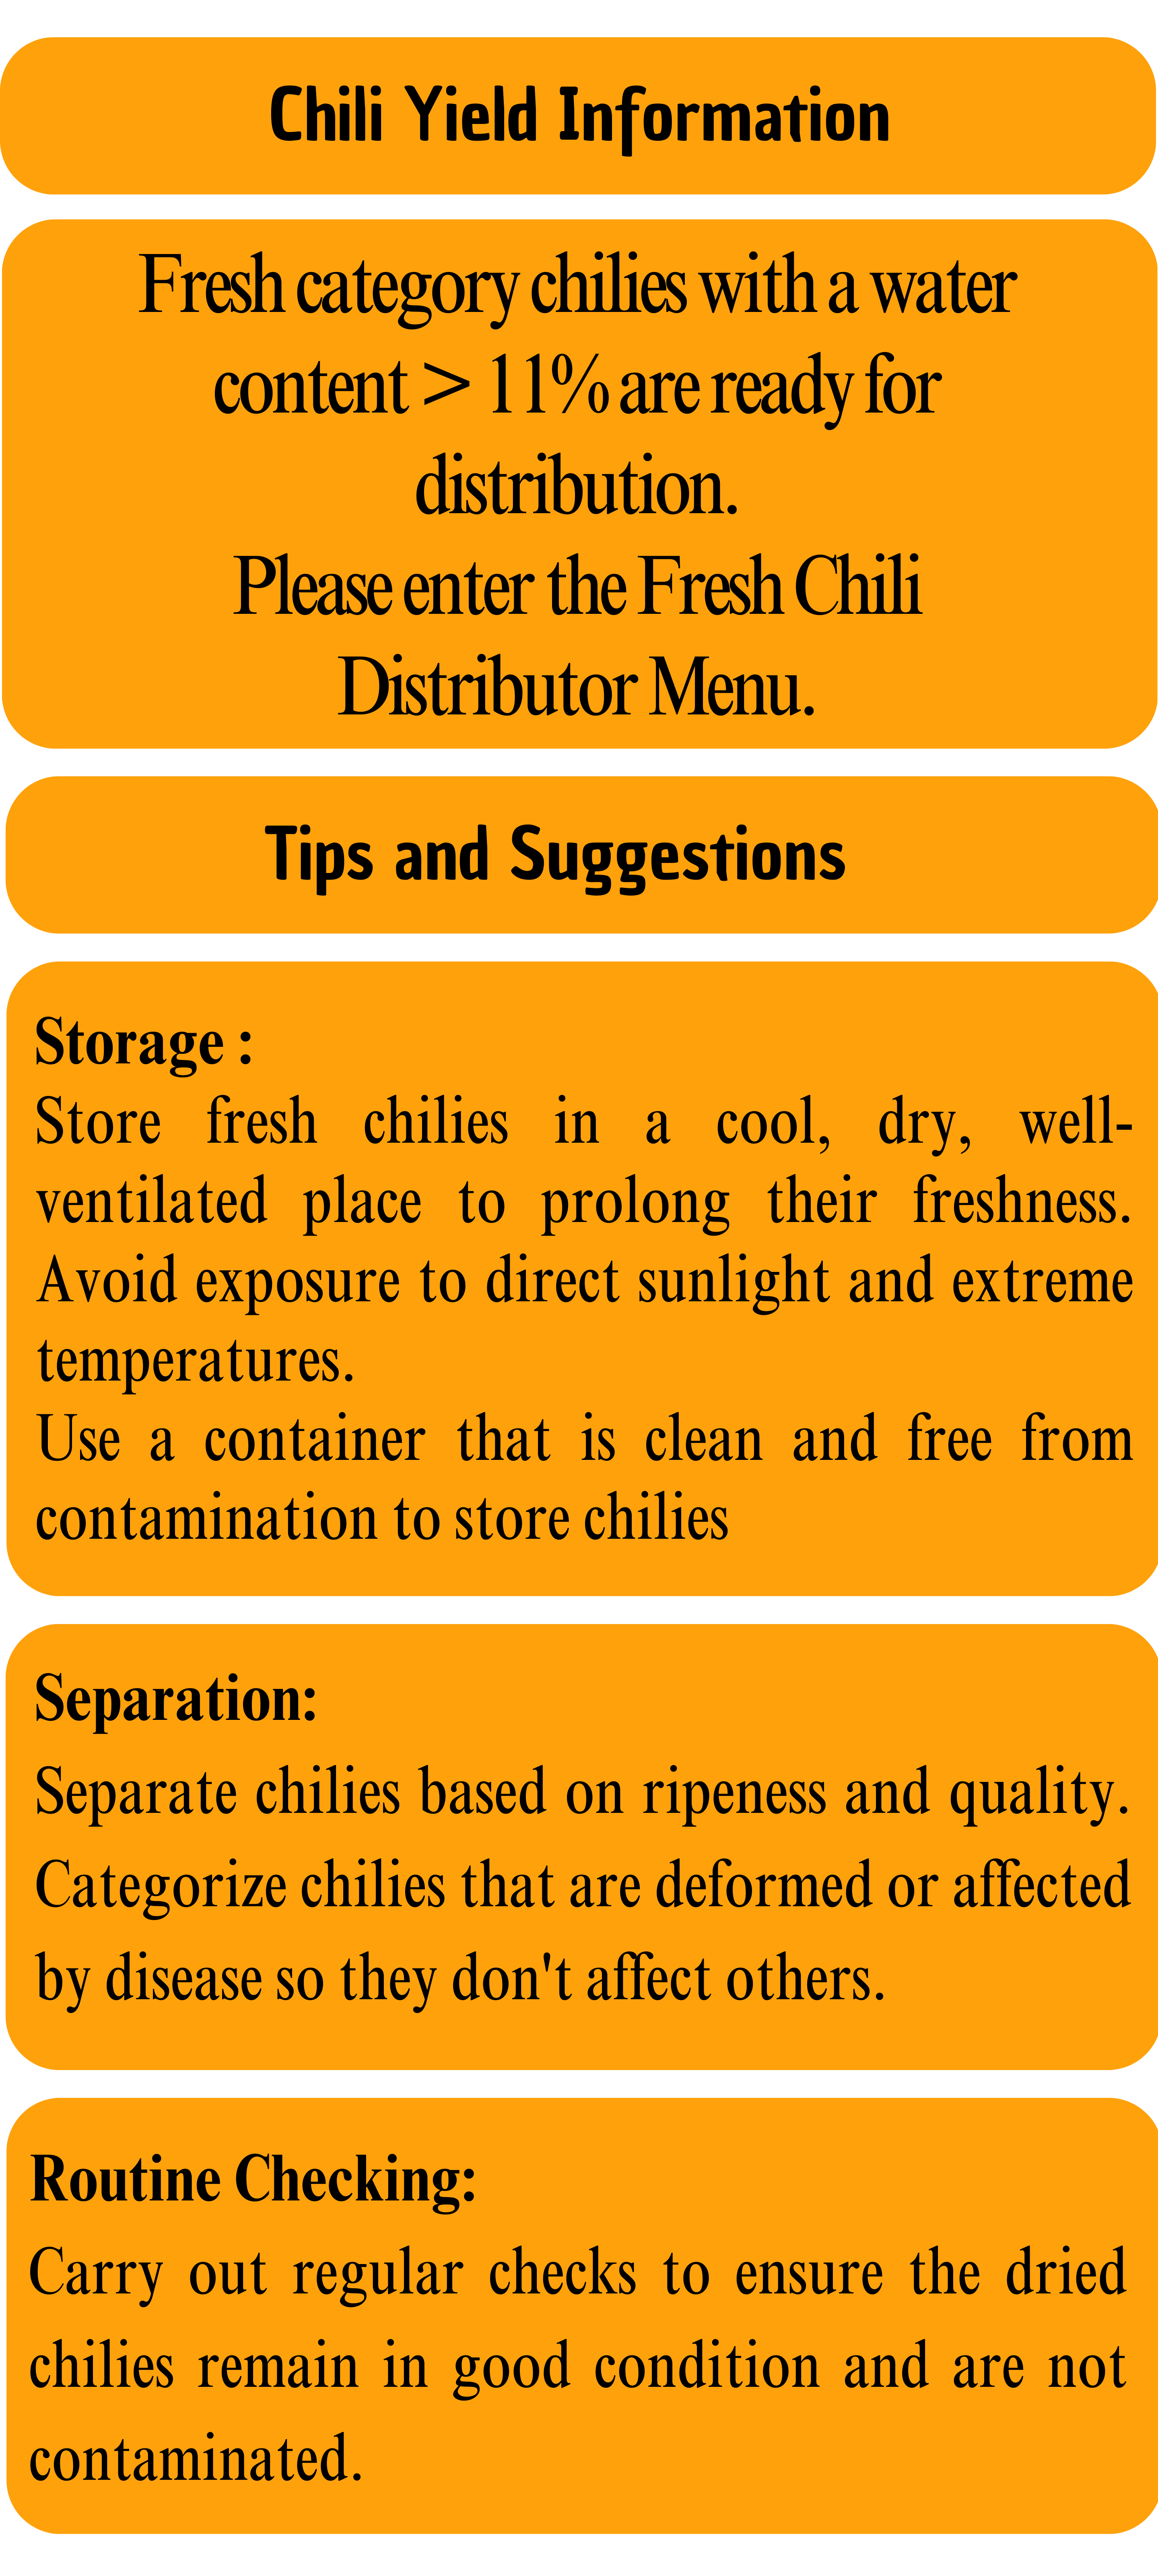 Chili Yield Information
Fresh category chilies with a water
content > 11% are ready for
distribution.
Please enter the Fresh Chili
Distributor Menu.
Tips and Suggestions
Storage :
Store fresh chilies in a cool, dry, well-
ventilated place to prolong their freshness.
Avoid exposure to direct sunlight and extreme
temperatures.
Use a container that is clean and free from
contamination to store chilies
Separation:
Separate chilies based on ripeness and quality.
Categorize chilies that are deformed or affected
by disease so they don't affect others.
Routine Checking:
Carry out regular checks to ensure the dried
chilies remain in good condition and are not
contaminated.